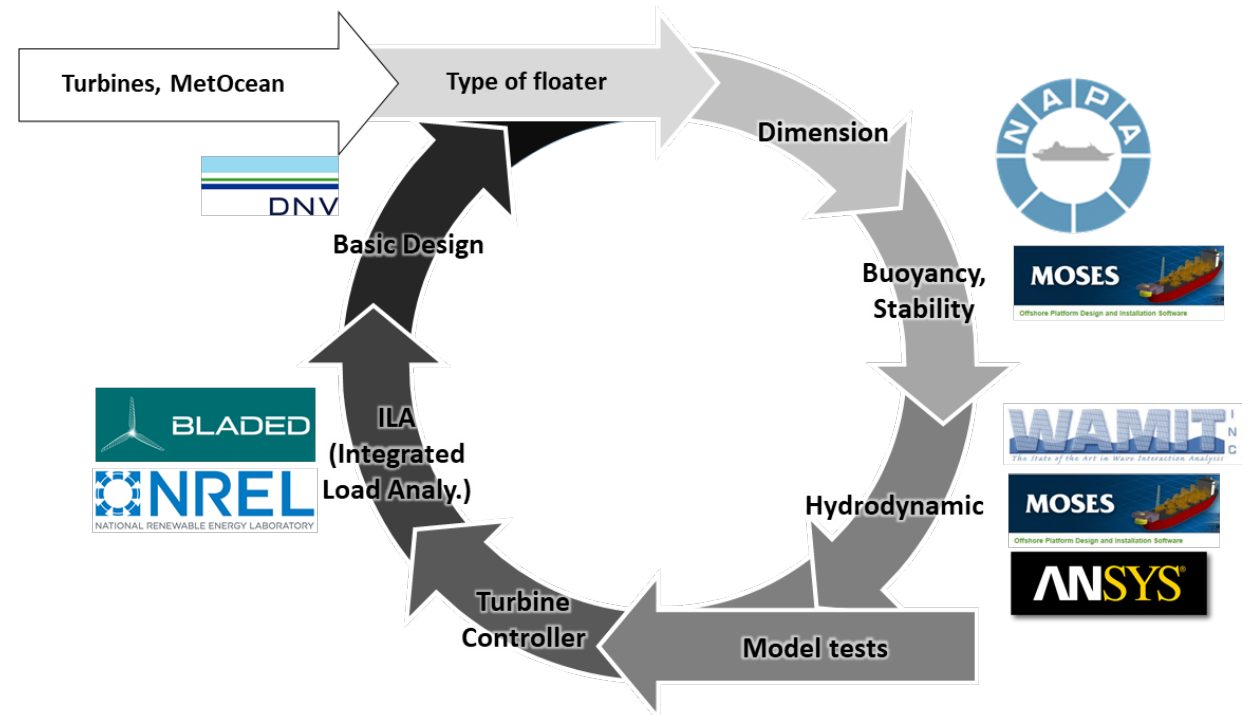 Turbines, MetOcean
Type of floater
Dimension
NAPA
DNV
Basic Design
Buoyancy,
Stability
MOSES
Offshore Platform Design and Installation Software
BLADED
NREL
NATIONAL RENEWABLE ENERGY LABORATORY
ILA
(Integrated
Load Analy.)
WAMIT INC
The State of the Art in Wave Interaction Analysis
Hydrodynamic
MOSES
Offshore Platform Design and Installation Software
ANSYS®
Turbine
Controller
Model tests